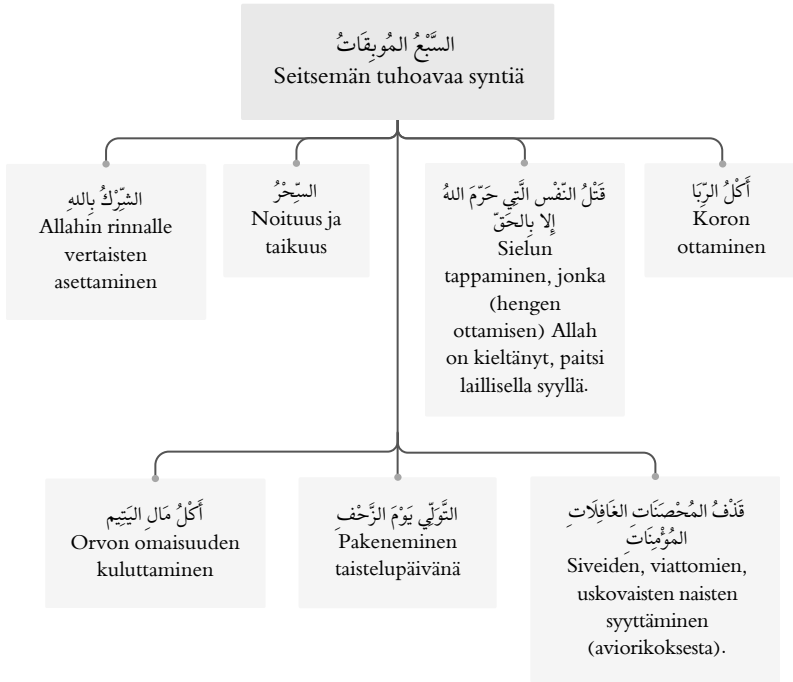 السَّبْعُ المُوبِقَاتُ
Seitsemän tuhoavaa syntiä
الشِّرْكُ بِاللهِ
Allahin rinnalle
vertaisten
asettaminen
السِّحْرُ
Noituus ja
taikuus
قَتْلُ النّفْس الَّتِي حَرّمَ اللهُ
إِلا بِالحَقّ
Sielun
tappaminen, jonka
(hengen
ottamisen) Allah
on kieltänyt, paitsi
laillisella syyllä.
أَكْلُ الرِّبَا
Koron
ottaminen
أَكْلُ مَالِ اليَتِيم
Orvon omaisuuden
kuluttaminen
التَّوَلِّي يَوْمَ الزَّحْفِ
Pakeneminen
taistelupäivänä
قَذْفُ المُحْصَنَاتِ الغَافِلَاتِ
المُؤْمِنَاتِ
Siveiden, viattomien,
uskovaisten naisten
syyttäminen
(aviorikoksesta).